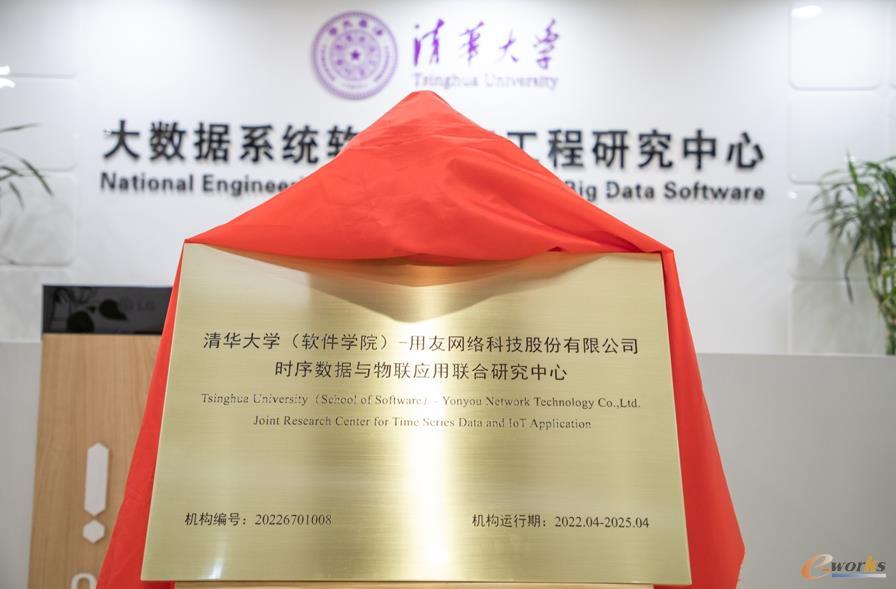 清华大学
Tsinghua University
大数据系统软 工程研究中心
National Enginee Big Data Software
清华大学（软件学院）-用友网络科技股份有限公司
时序数据与物联应用联合研究中心
Tsinghua University (School of Software) - Yonyou Network Technology Co.,Ltd.
Joint Research Center for Time Series Data and IoT Application
机构编号：20226701008
机构运行期：2022.04-2025.04
LG
e-works